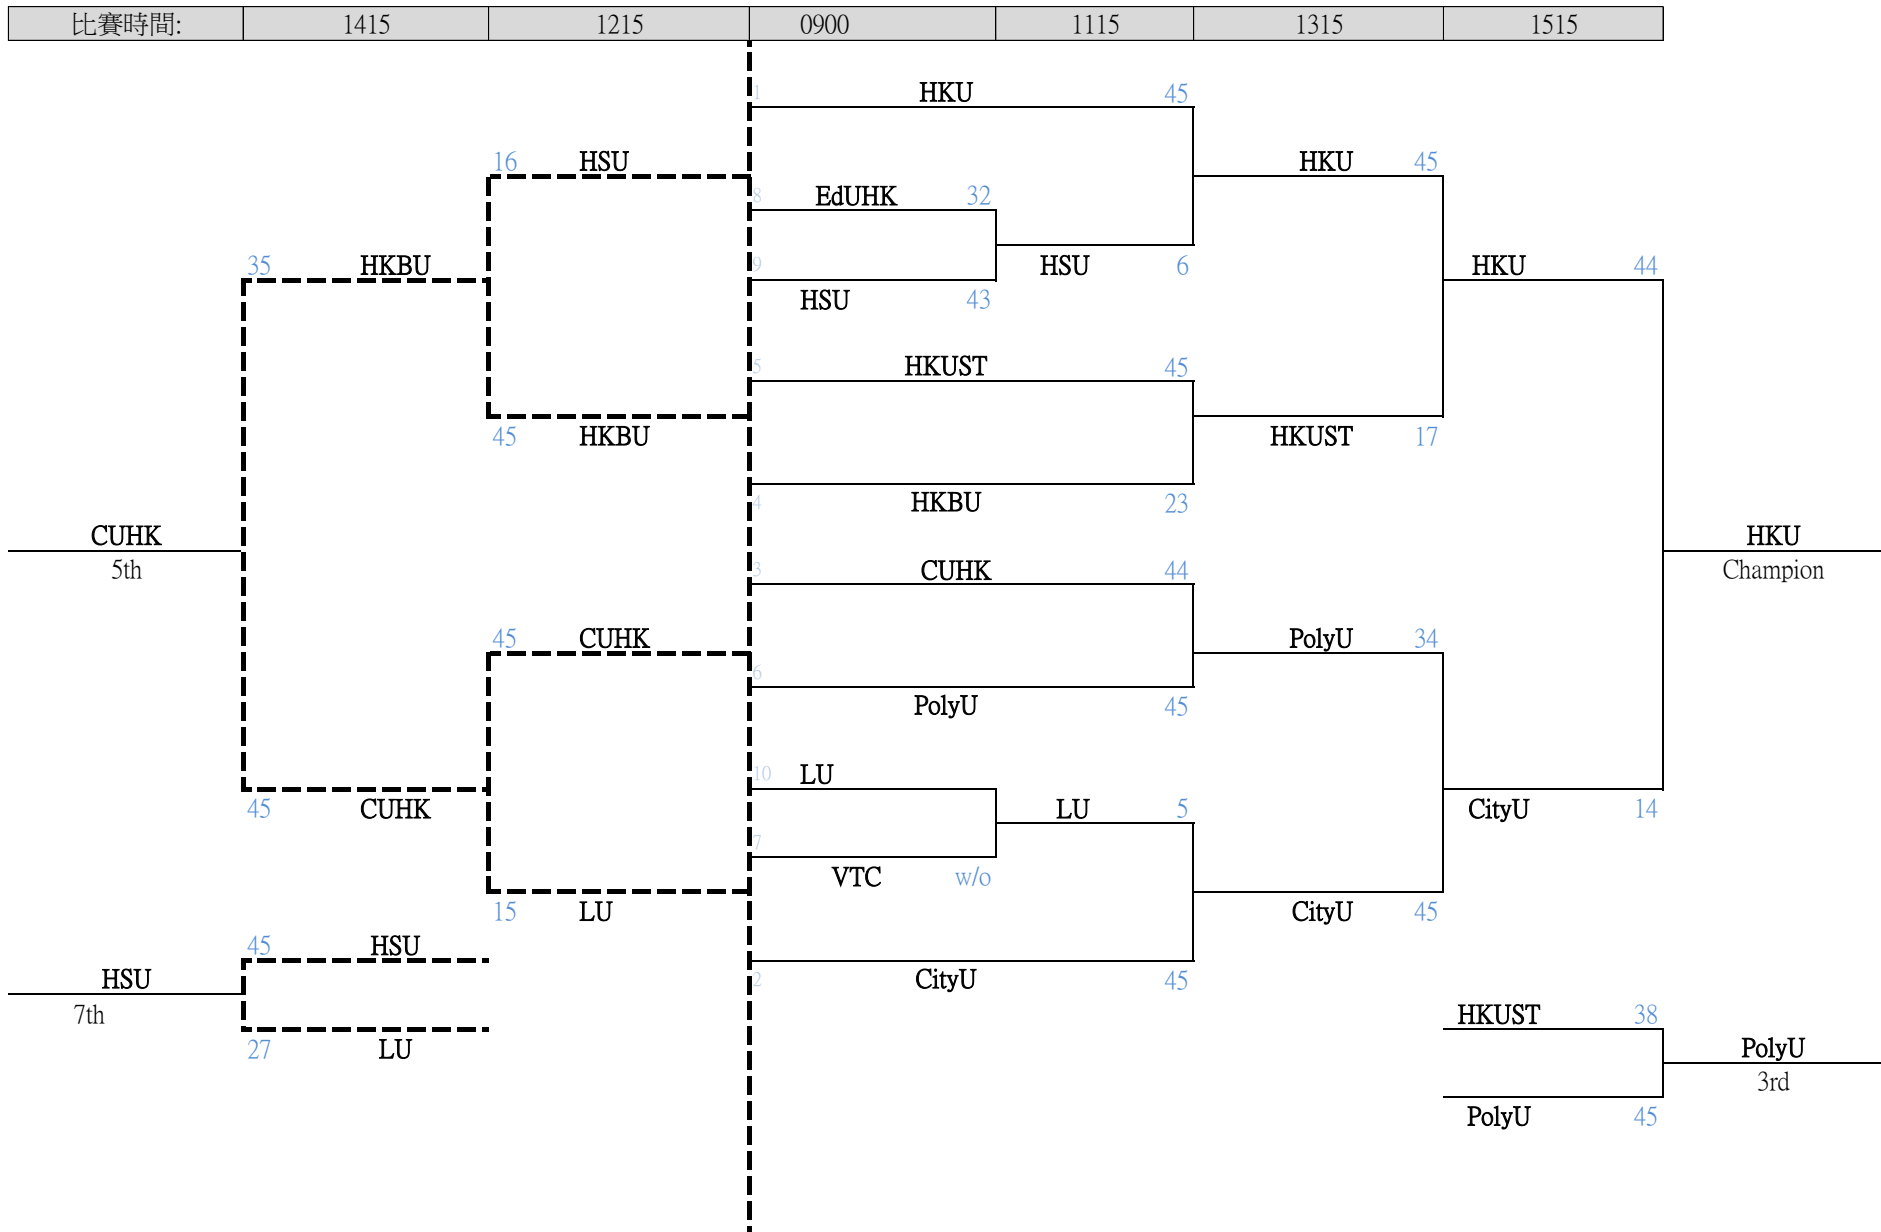 比賽時間: 1415 1215 0900 1115 1315 1515
1 HKU 45
16 HSU HKU 45
8 EdUHK 32
35 HKBU 9 HSU 6 HKU 44
HSU 43
5 HKUST 45
45 HKBU HKUST 17
4 HKBU 23
CUHK HKU
5th 3 CUHK 44 Champion
45 CUHK PolyU 34
6
PolyU 45
10 LU
45 CUHK LU 5 CityU 14
7
VTC w/o
15 LU CityU 45
45 HSU
HSU 2 CityU 45
7th HKUST 38
27 LU PolyU
3rd
PolyU 45